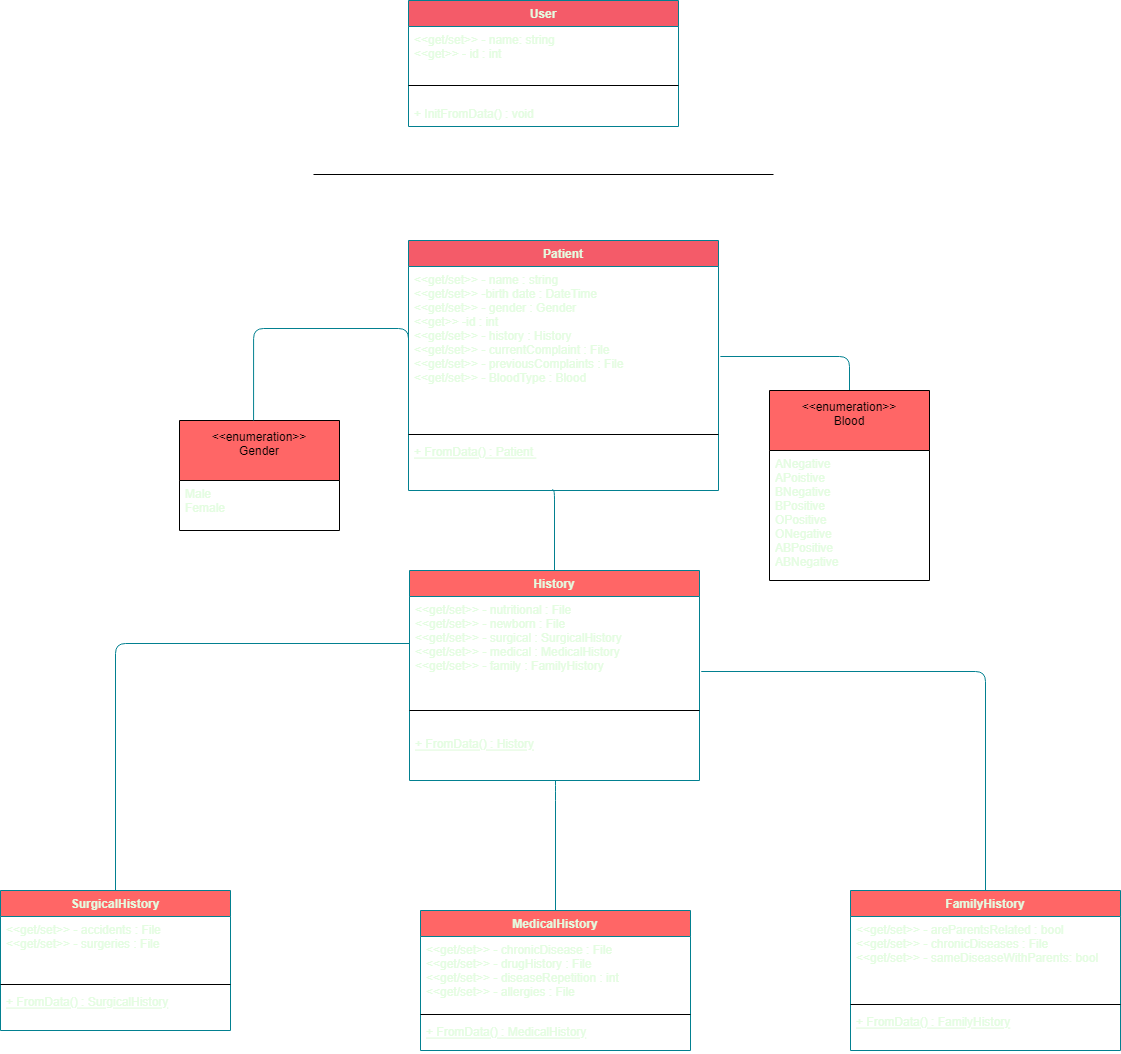 User
<<get/set>> - name: string
<<get>> - id : int
+ InitFromData() : void
Patient
<<get/set>> - name : string
<<get/set>> -birth date : DateTime
<<get/set>> - gender : Gender
<<get>> -id : int
<<get/set>> - history : History
<<get/set>> - currentComplaint : File
<<get/set>> - previousComplaints : File
<<get/set>> - BloodType : Blood
+ FromData() : Patient
<<enumeration>>
Gender
Male
Female
<<enumeration>>
Blood
ANegative
APointive
BNegative
BPositive
OPositive
ONegative
ABPositive
ABNegative
History
<<get/set>> - nutritional : File
<<get/set>> - newborn : File
<<get/set>> - surgical : SurgicalHistory
<<get/set>> - medical : MedicalHistory
<<get/set>> - family : FamilyHistory
+ FromData() : History
SurgicalHistory
<<get/set>> - accidents : File
<<get/set>> - surgeries : File
+ FromData() : SurgicalHistory
MedicalHistory
<<get/set>> - chronicDisease : File
<<get/set>> - drugHistory : File
<<get/set>> - diseaseRepetition : int
<<get/set>> - allergies : File
+ FromData() : MedicalHistory
FamilyHistory
<<get/set>> - areParentsRelated : bool
<<get/set>> - chronicDiseases : File
<<get/set>> - sameDiseaseWithParents: bool
+ FromData() : FamilyHistory